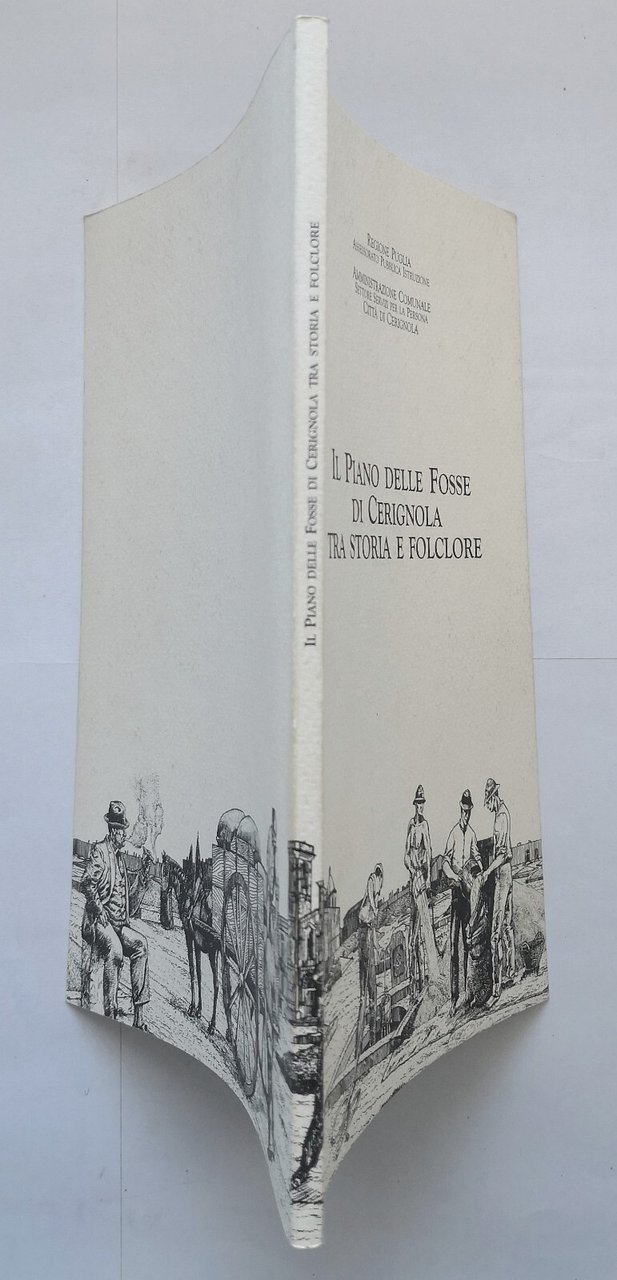 Il Piano delle Fosse di Cerignola tra storia e folclore
Regione Puglia
Assessorato Pubblica Istruzione
Amministrazione Comunale
Settore Servizi per la Persona
Città di Cerignola
Il Piano delle Fosse
di Cerignola
tra storia e folclore